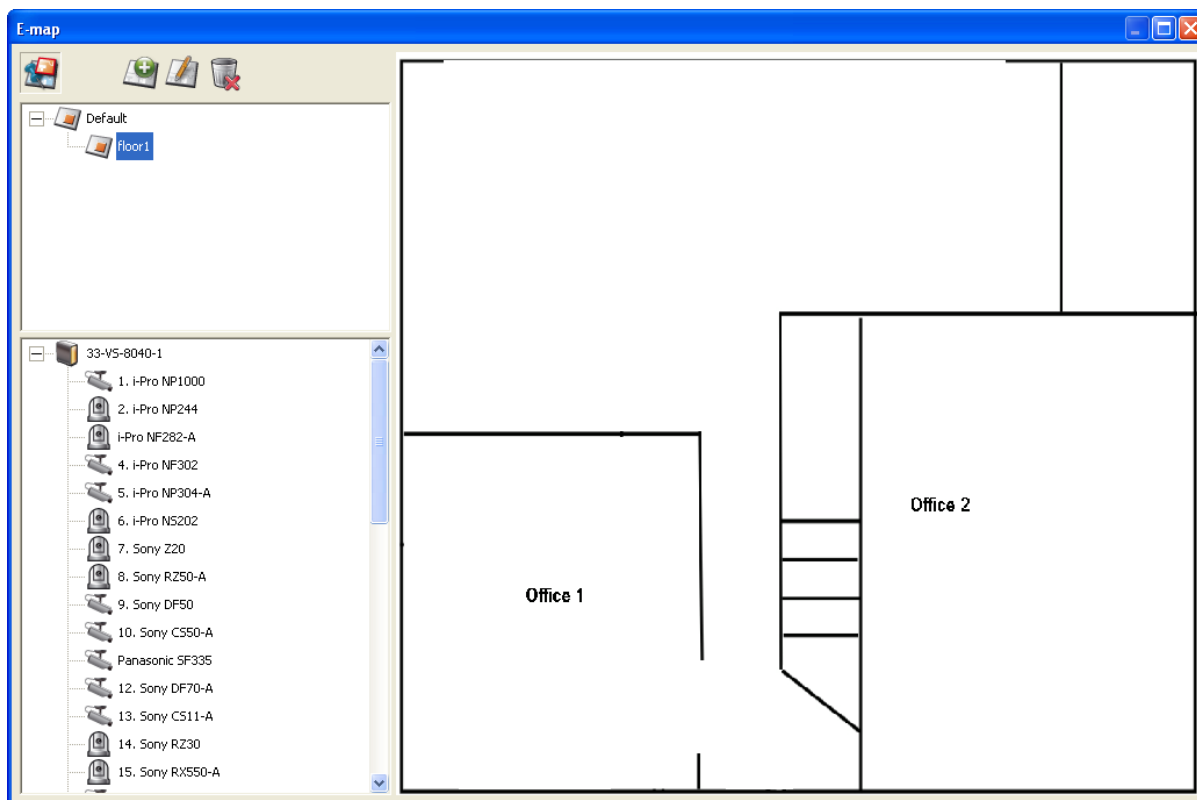 E-map
Default
floor1
33-VS-8040-1
1. i-Pro NP1000
2. i-Pro NP244
i-Pro NF282-A
4. i-Pro NF302
5. i-Pro NP304-A
6. i-Pro NS202
7. Sony Z20
8. Sony RZ50-A
9. Sony DF50
10. Sony CS50-A
Panasonic SF335
12. Sony DF70-A
13. Sony CS11-A
14. Sony RZ30
15. Sony RX550-A
Office 1
Office 2